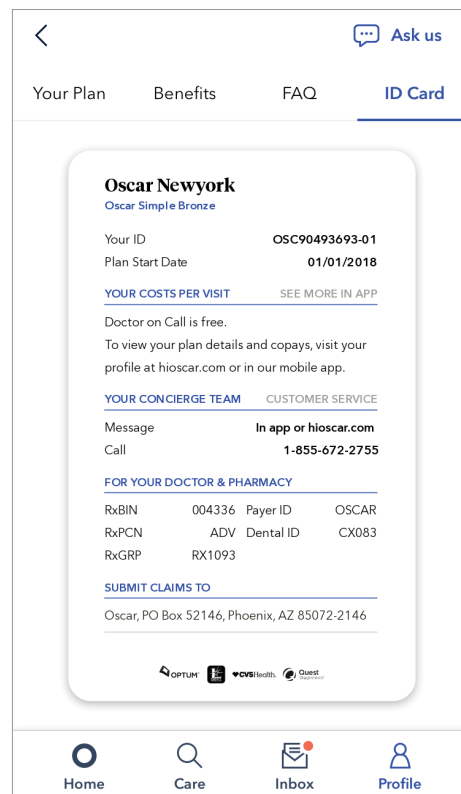 Ask us
Your Plan Benefits FAQ ID Card
Oscar Newyork
Oscar Simple Bronze
Your ID OSC90493693-01
Plan Start Date 01/01/2018
YOUR COSTS PER VISIT SEE MORE IN APP
Doctor on Call is free.
To view your plan details and copays, visit your
profile at hioscar.com or in our mobile app.
YOUR CONCIERGE TEAM CUSTOMER SERVICE
Message In app or hioscar.com
Call 1-855-672-2755
FOR YOUR DOCTOR & PHARMACY
RxBIN 004336 Payer ID OSCAR
RxPCN ADV Dental ID CX083
RxGRP RX1093
SUBMIT CLAIMS TO
Oscar, PO Box 52146, Phoenix, AZ 85072-2146
OPTUM CVSHealth. Quest Diagnostics
Home Care Inbox Profile